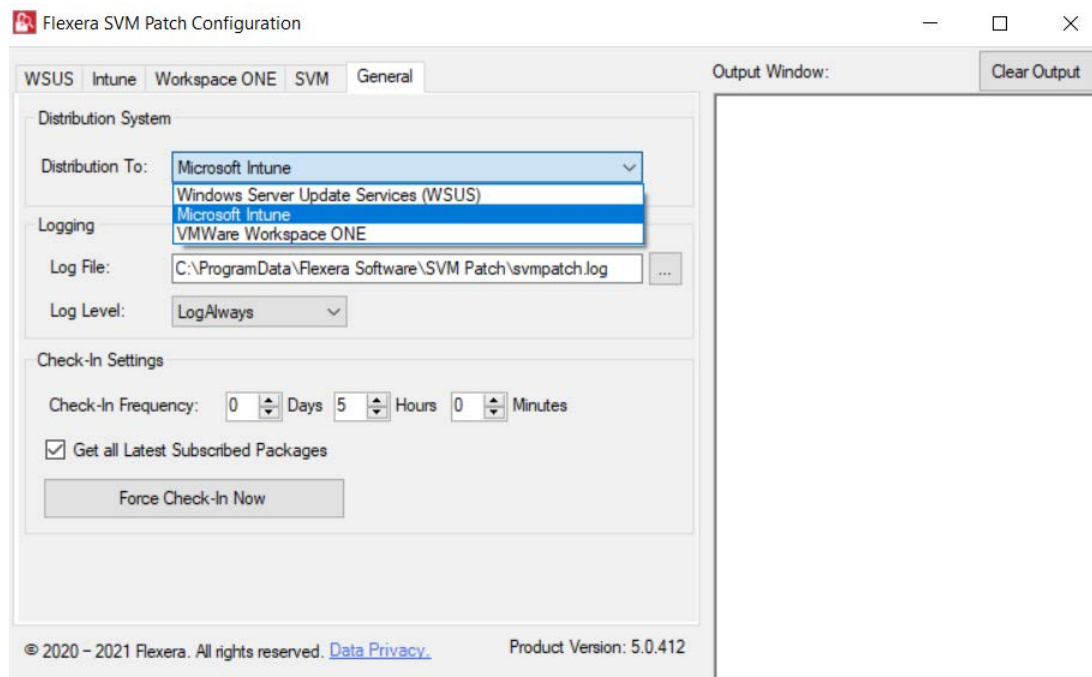 Flexera SVM Patch Configuration
WSUS Intune Workspace ONE SVM General
Output Window:
Clear Output
Distribution System
Distribution To: Microsoft Intune
Windows Server Update Services (WSUS)
Microsoft Intune
VMWare Workspace ONE
Logging
Log File: C:\ProgramData\Flexera Software\SVM Patch\svmpatch.log ...
Log Level: LogAlways
Check-In Settings
Check-In Frequency: 0 Days 5 Hours 0 Minutes
Get all Latest Subscribed Packages
Force Check-In Now
© 2020 – 2021 Flexera. All rights reserved. Data Privacy. Product Version: 5.0.412